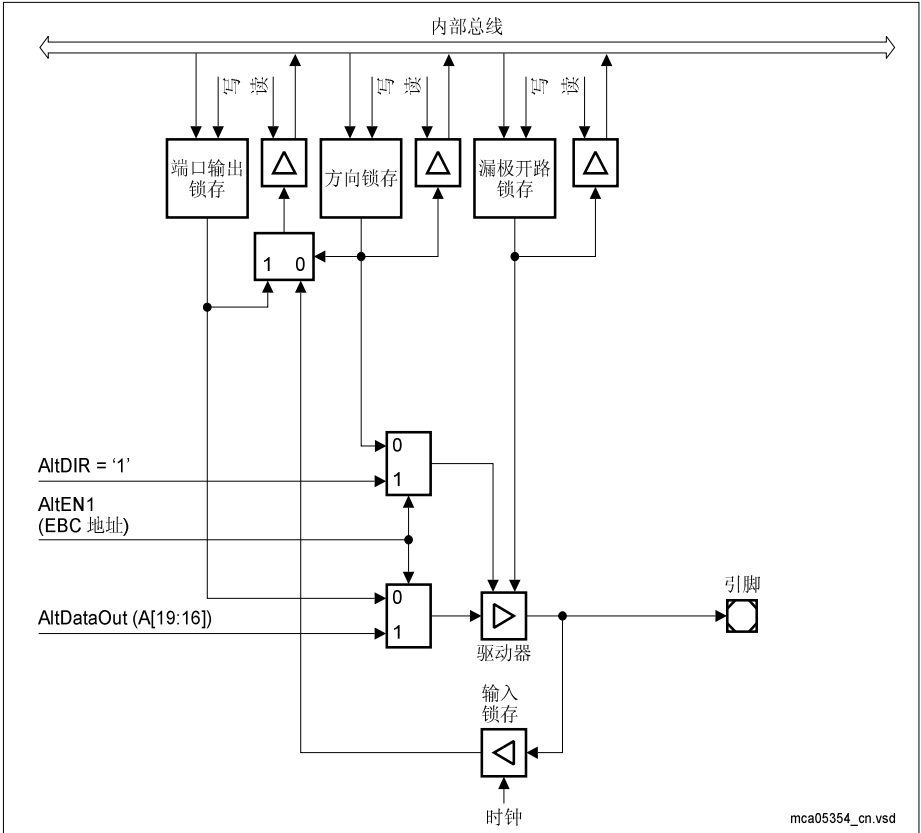 内部总线
写
读
写
读
写
读
端口输出
锁存
方向锁存
漏极开路
锁存
1 0
0
AltDIR = ‘1’
1
AltEN1
(EBC 地址)
引脚
0
AltDataOut (A[19:16])
1
驱动器
输入
锁存
时钟
mca05354_cn.vsd